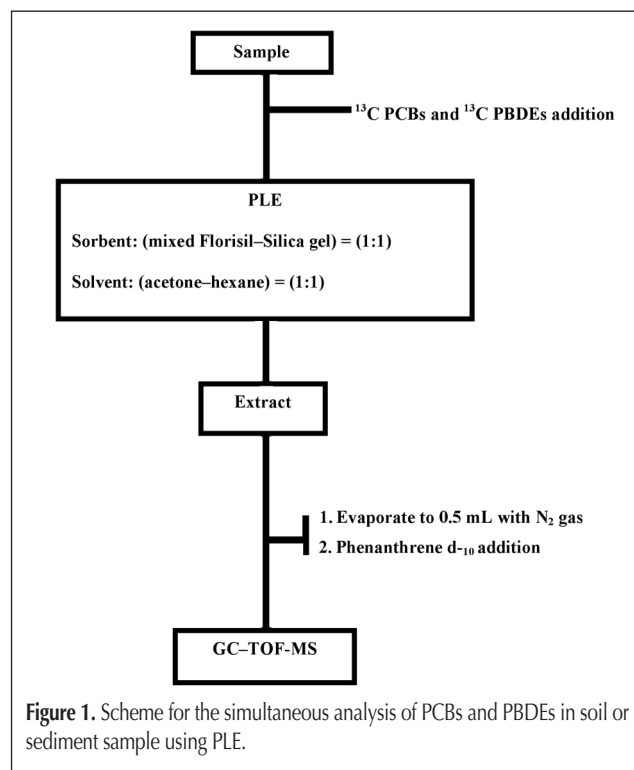 Sample
¹³C PCBs and ¹³C PBDEs addition
PLE
Sorbent: (mixed Florisil–Silica gel) = (1:1)
Solvent: (acetone–hexane) = (1:1)
Extract
1. Evaporate to 0.5 mL with N₂ gas
2. Phenanthrene d-₁₀ addition
GC–TOF-MS
Figure 1. Scheme for the simultaneous analysis of PCBs and PBDEs in soil or
sediment sample using PLE.